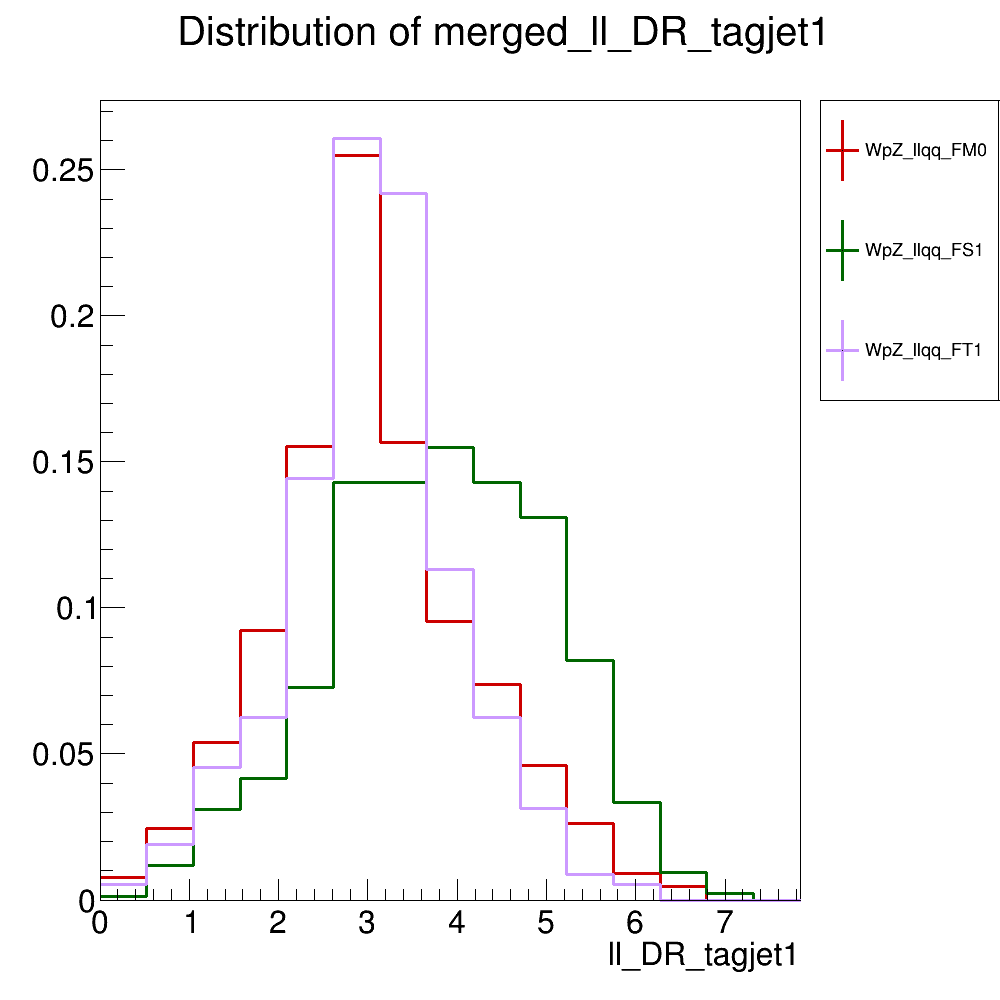 Distribution of merged_ll_DR_tagjet1
WpZ_llqq_FM0
WpZ_llqq_FS1
WpZ_llqq_FT1
0.25
0.2
0.15
0.1
0.05
0
0 1 2 3 4 5 6 7
ll_DR_tagjet1